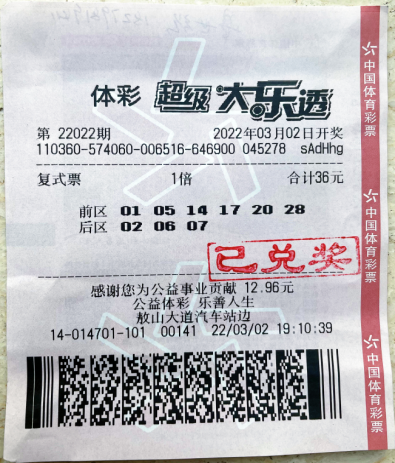 体彩 超级大乐透
第 22022期 2022年03月02日开奖
110360-574060-006516-646900 045278 sAdHhg
复式票 1倍 合计36元
前区 01 05 14 17 20 28
后区 02 06 07
已兑奖
感谢您为公益事业贡献 12.96元
公益体彩 乐善人生
敖山大道汽车站边
14-014701-101 00141 22/03/02 19:10:39
中国体育彩票
中国体育彩票
中国体育彩票